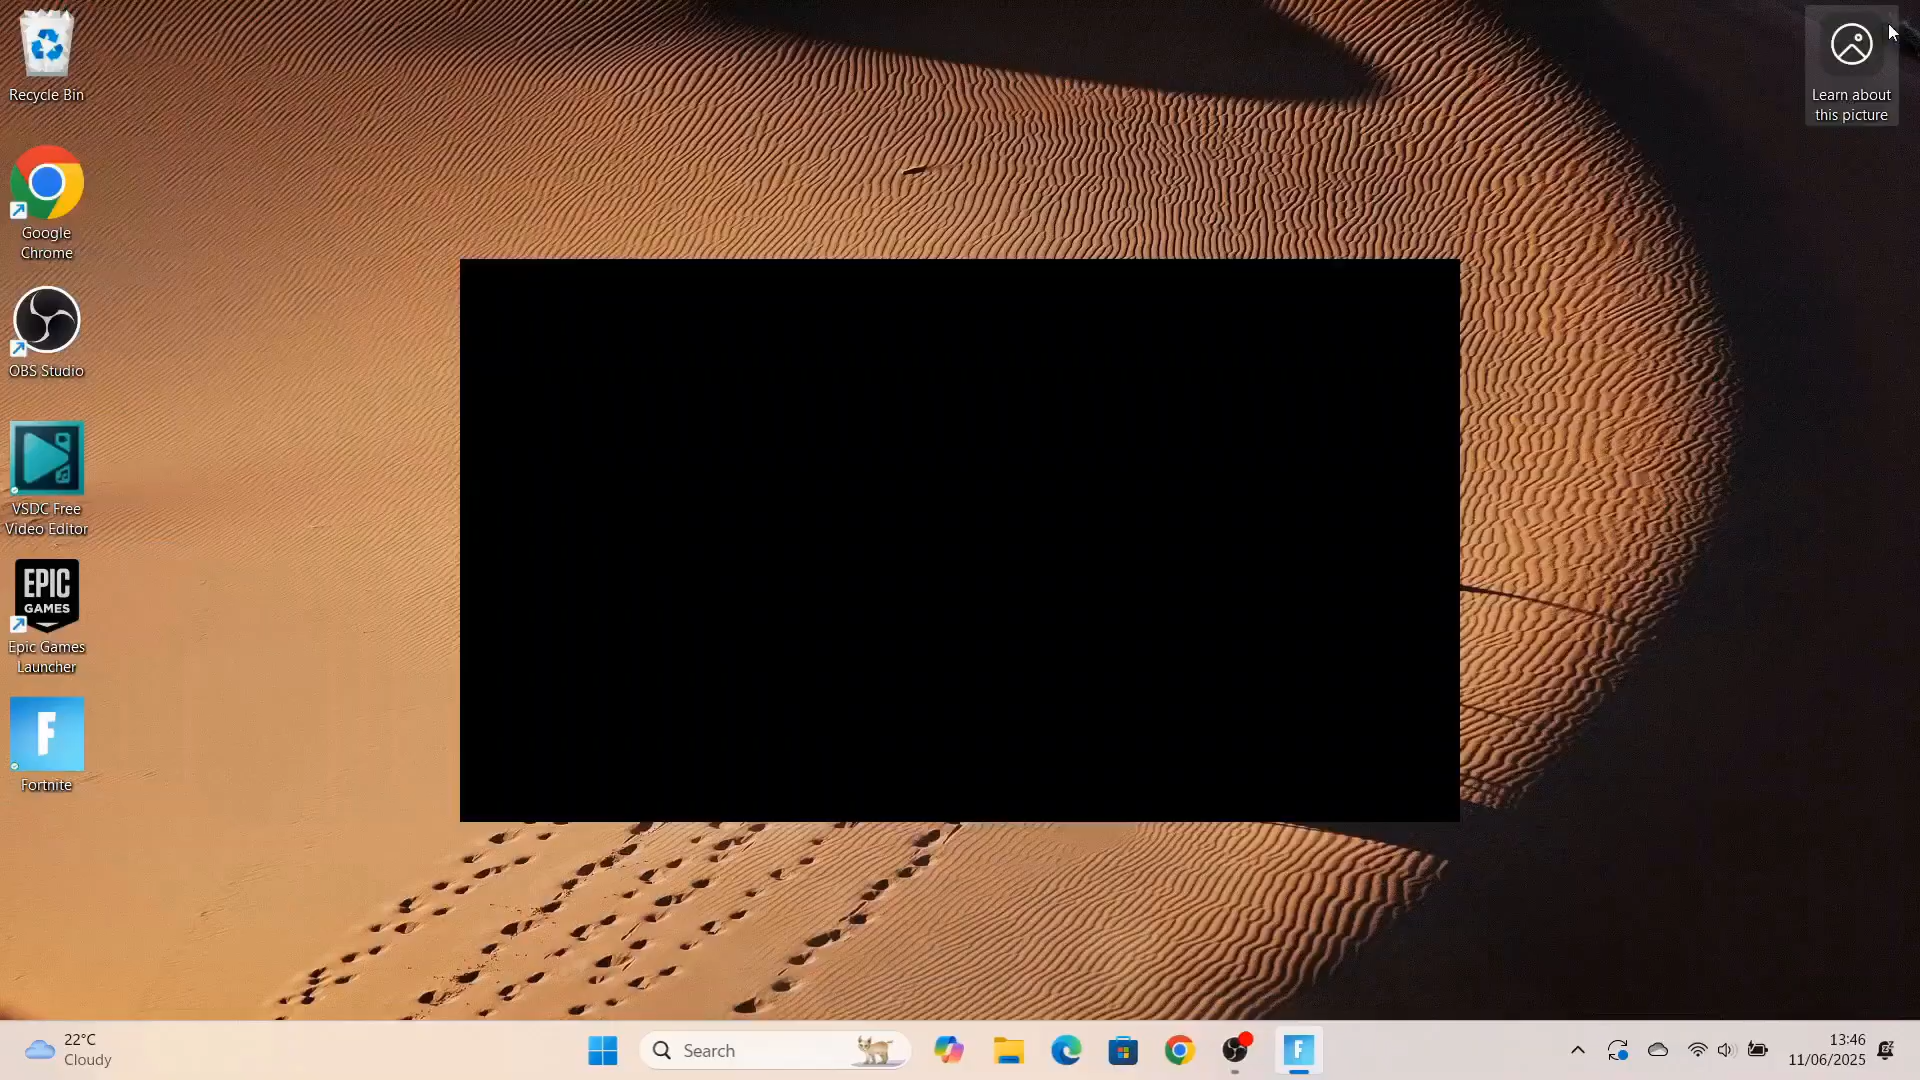 Recycle Bin
Google
Chrome
OBS Studio
VSDC Free
Video Editor
EPIC
GAMES
Epic Games
Launcher
F
Fortnite
Learn about
this picture
22°C
Cloudy
Search
F
13:46
11/06/2025